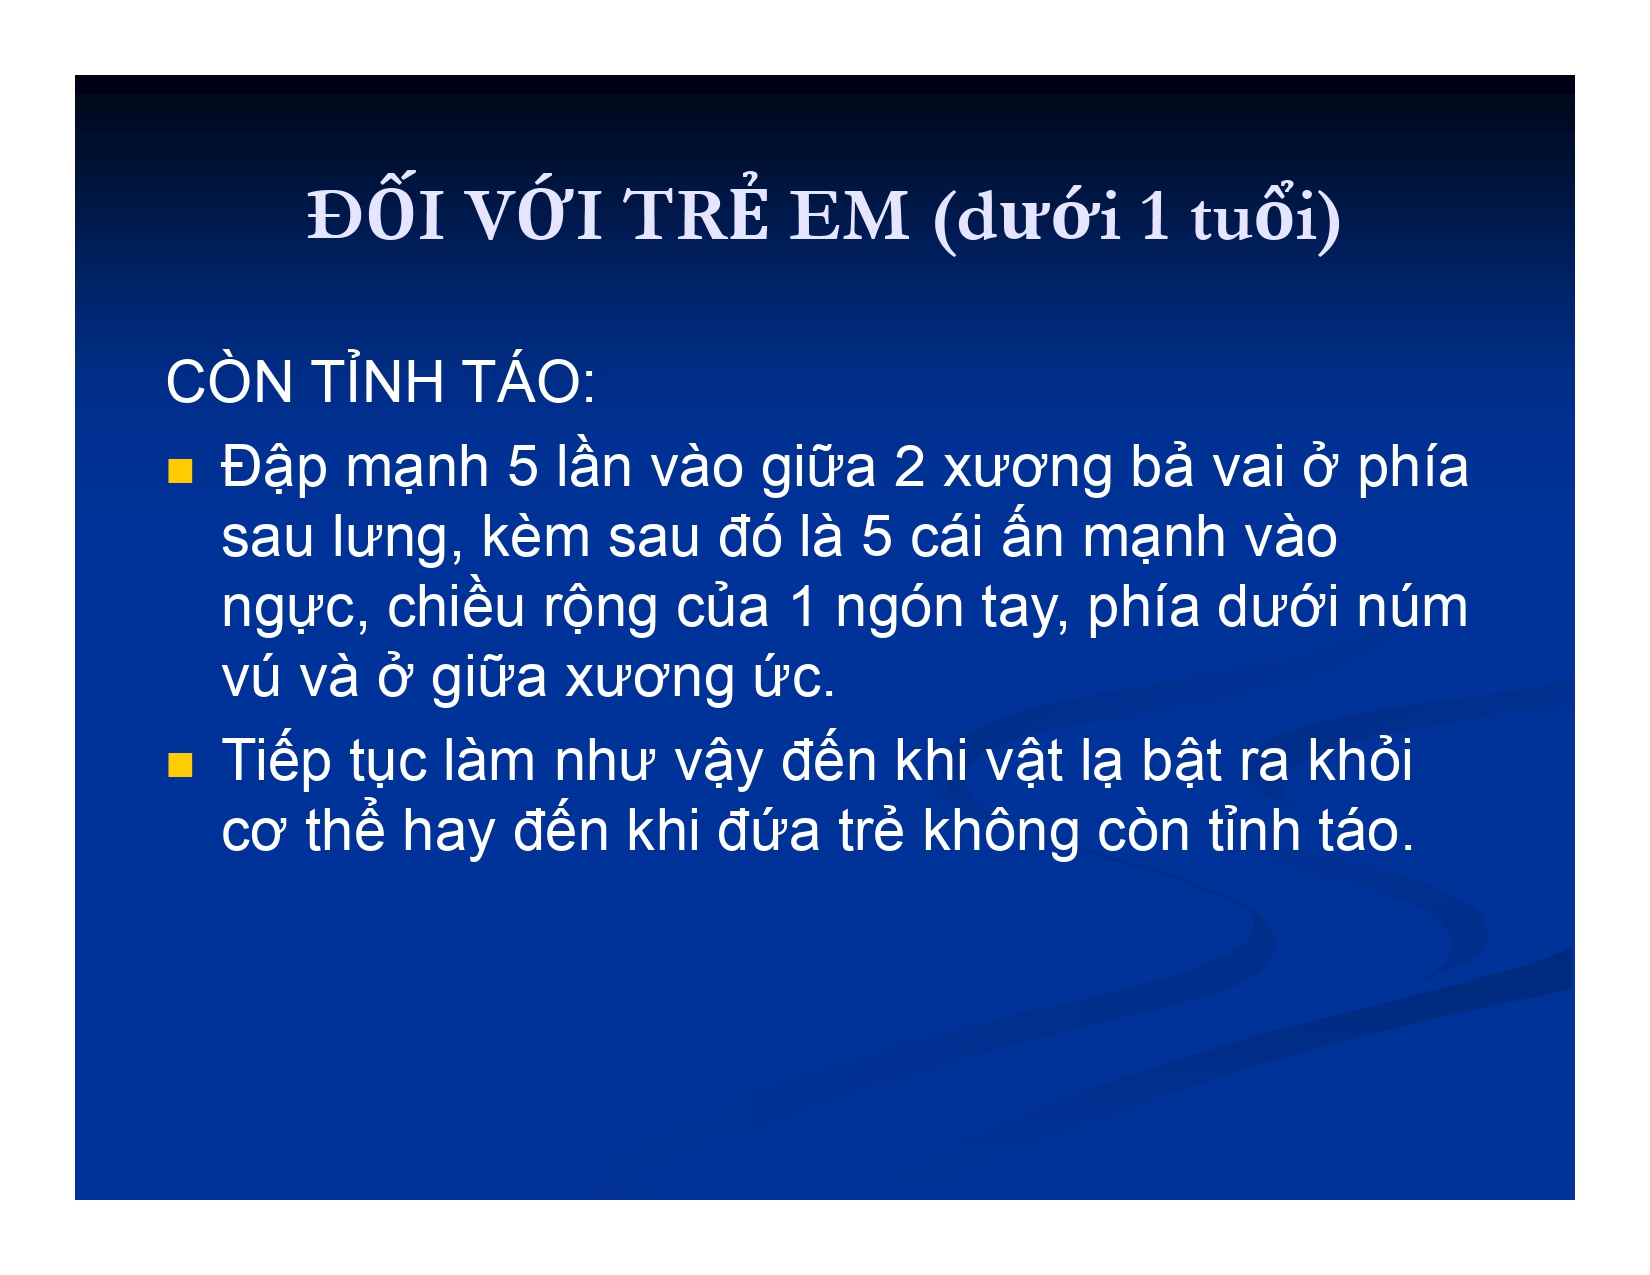 ĐỐI VỚI TRẺ EM (dưới 1 tuổi)
CÒN TỈNH TÁO:
Đập mạnh 5 lần vào giữa 2 xương bả vai ở phía
sau lưng, kèm sau đó là 5 cái ấn mạnh vào
ngực, chiều rộng của 1 ngón tay, phía dưới núm
vú và ở giữa xương ức.
Tiếp tục làm như vậy đến khi vật lạ bật ra khỏi
cơ thể hay đến khi đứa trẻ không còn tỉnh táo.